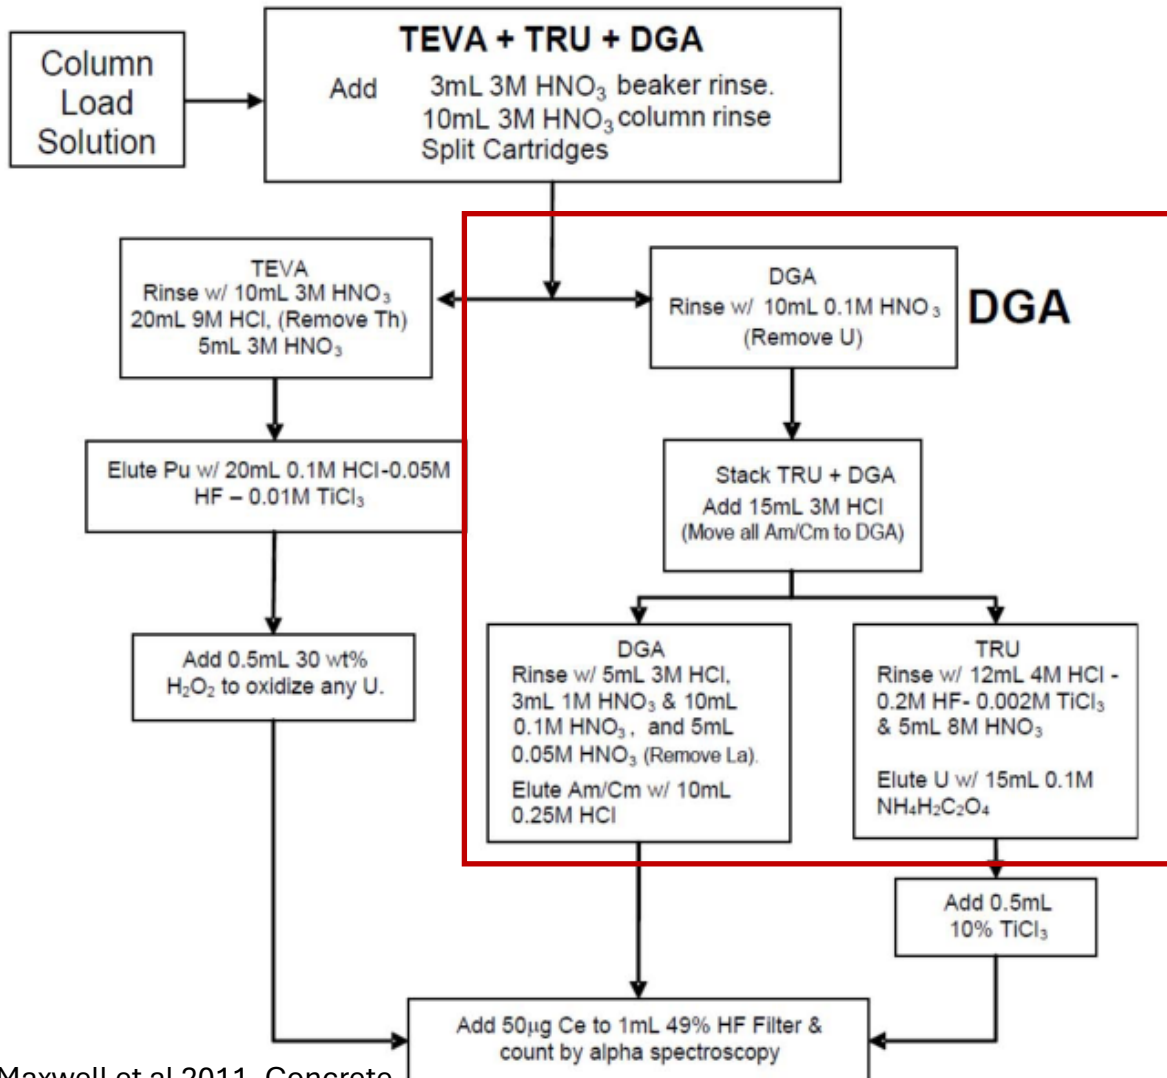 Column
Load
Solution
TEVA + TRU + DGA
Add 3mL 3M HNO₃ beaker rinse.
10mL 3M HNO₃ column rinse
Split Cartridges
TEVA
Rinse w/ 10mL 3M HNO₃
20mL 9M HCl, (Remove Th)
5mL 3M HNO₃
DGA
Rinse w/ 10mL 0.1M HNO₃
(Remove U)
DGA
Elute Pu w/ 20mL 0.1M HCl-0.05M
HF – 0.01M TiCl₃
Stack TRU + DGA
Add 15mL 3M HCl
(Move all Am/Cm to DGA)
Add 0.5mL 30 wt%
H₂O₂ to oxidize any U.
DGA
Rinse w/ 5mL 3M HCl,
3mL 1M HNO₃ & 10mL
0.1M HNO₃, and 5mL
0.05M HNO₃ (Remove La).
Elute Am/Cm w/ 10mL
0.25M HCl
TRU
Rinse w/ 12mL 4M HCl -
0.2M HF- 0.002M TiCl₃
& 5mL 8M HNO₃
Elute U w/ 15mL 0.1M
NH₄H₂C₂O₄
Add 0.5mL
10% TiCl₃
Add 50µg Ce to 1mL 49% HF Filter &
count by alpha spectroscopy
Maxwell et al 2011, Concrete